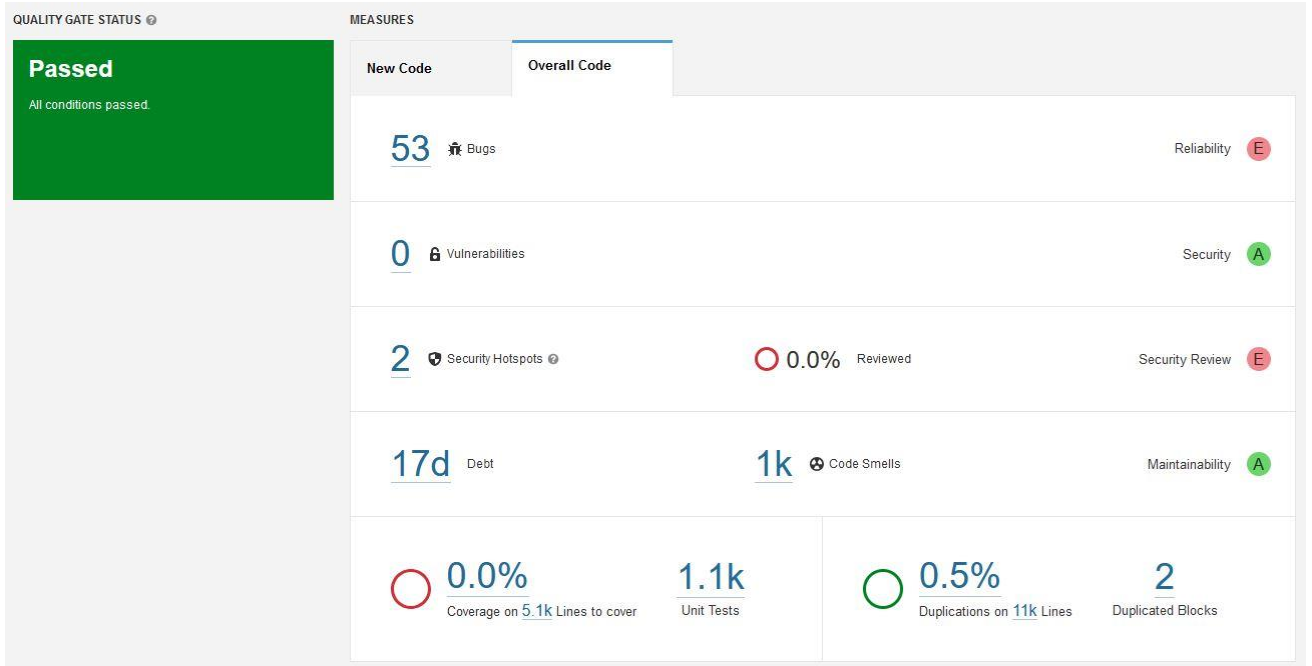 QUALITY GATE STATUS
MEASURES
Passed
All conditions passed.
New Code
Overall Code
53 Bugs
Reliability E
0 Vulnerabilities
Security A
2 Security Hotspots
0.0% Reviewed
Security Review E
17d Debt
1k Code Smells
Maintainability A
0.0%
Coverage on 5.1k Lines to cover
1.1k
Unit Tests
0.5%
Duplications on 11k Lines
2
Duplicated Blocks